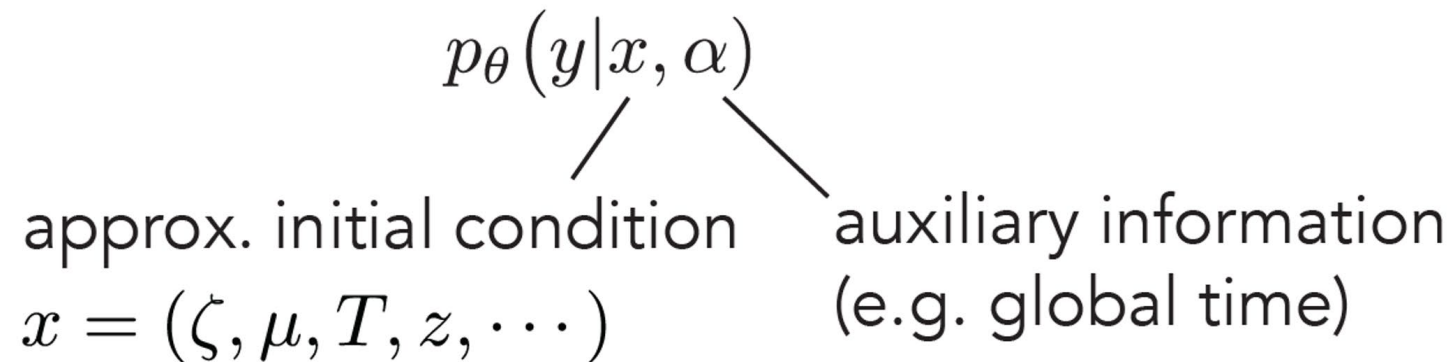 pθ(y|x, α)
approx. initial condition
x = (ζ, μ, T, z, ⋯ )
auxiliary information
(e.g. global time)